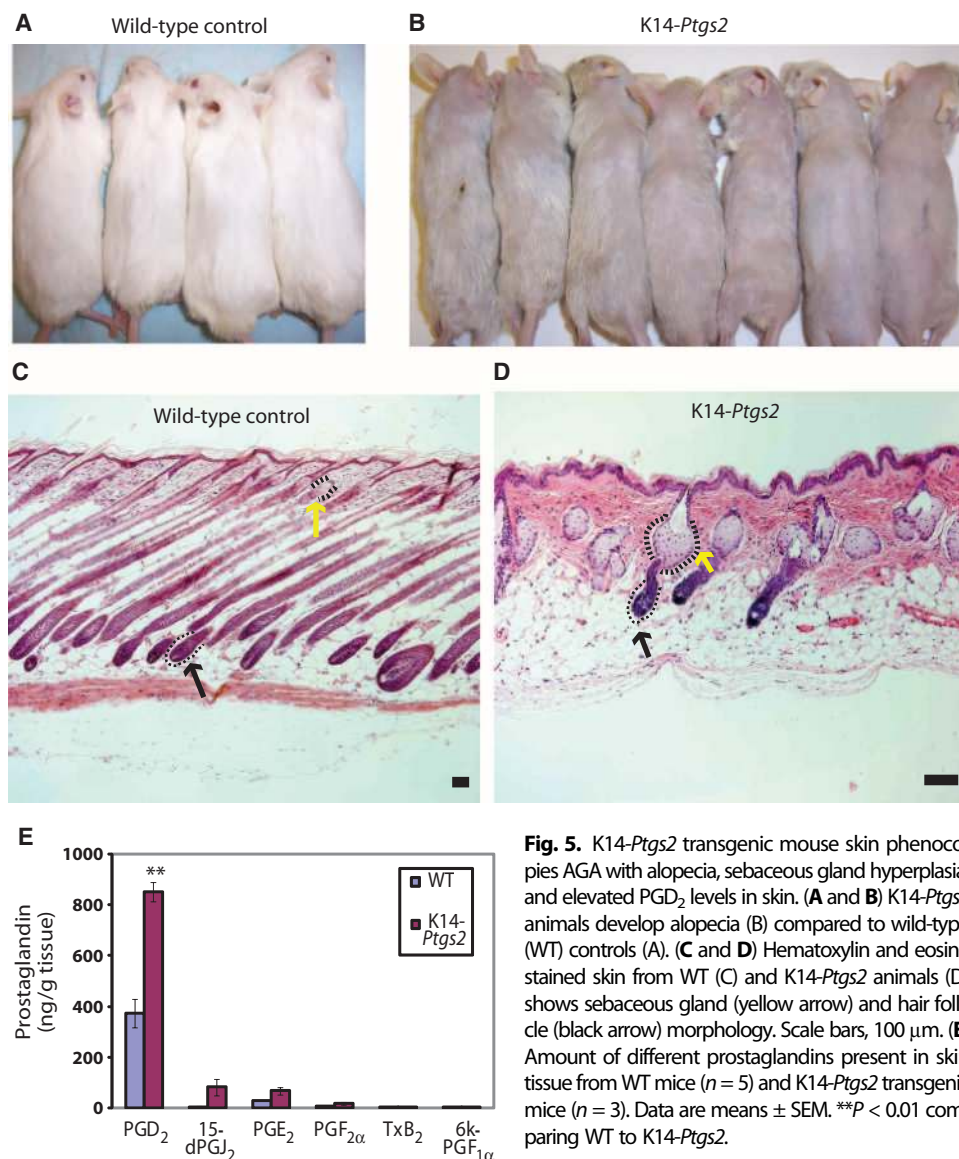 A
Wild-type control
B
K14-Ptgs2
C
Wild-type control
D
K14-Ptgs2
E
1000
800
600
400
200
0
Prostaglandin
(ng/g tissue)
**
WT
K14-
Ptgs2
PGD₂
15-
dPGJ₂
PGE₂
PGF₂α
TxB₂
6k-
PGF₁α
Fig. 5. K14-Ptgs2 transgenic mouse skin phenoco
pies AGA with alopecia, sebaceous gland hyperplasia
and elevated PGD₂ levels in skin. (A and B) K14-Ptgs
animals develop alopecia (B) compared to wild-typ
(WT) controls (A). (C and D) Hematoxylin and eosin
stained skin from WT (C) and K14-Ptgs2 animals (D
shows sebaceous gland (yellow arrow) and hair foll
cle (black arrow) morphology. Scale bars, 100 μm. (E
Amount of different prostaglandins present in skin
tissue from WT mice (n = 5) and K14-Ptgs2 transgenic
mice (n = 3). Data are means ± SEM. **P < 0.01 com
paring WT to K14-Ptgs2.